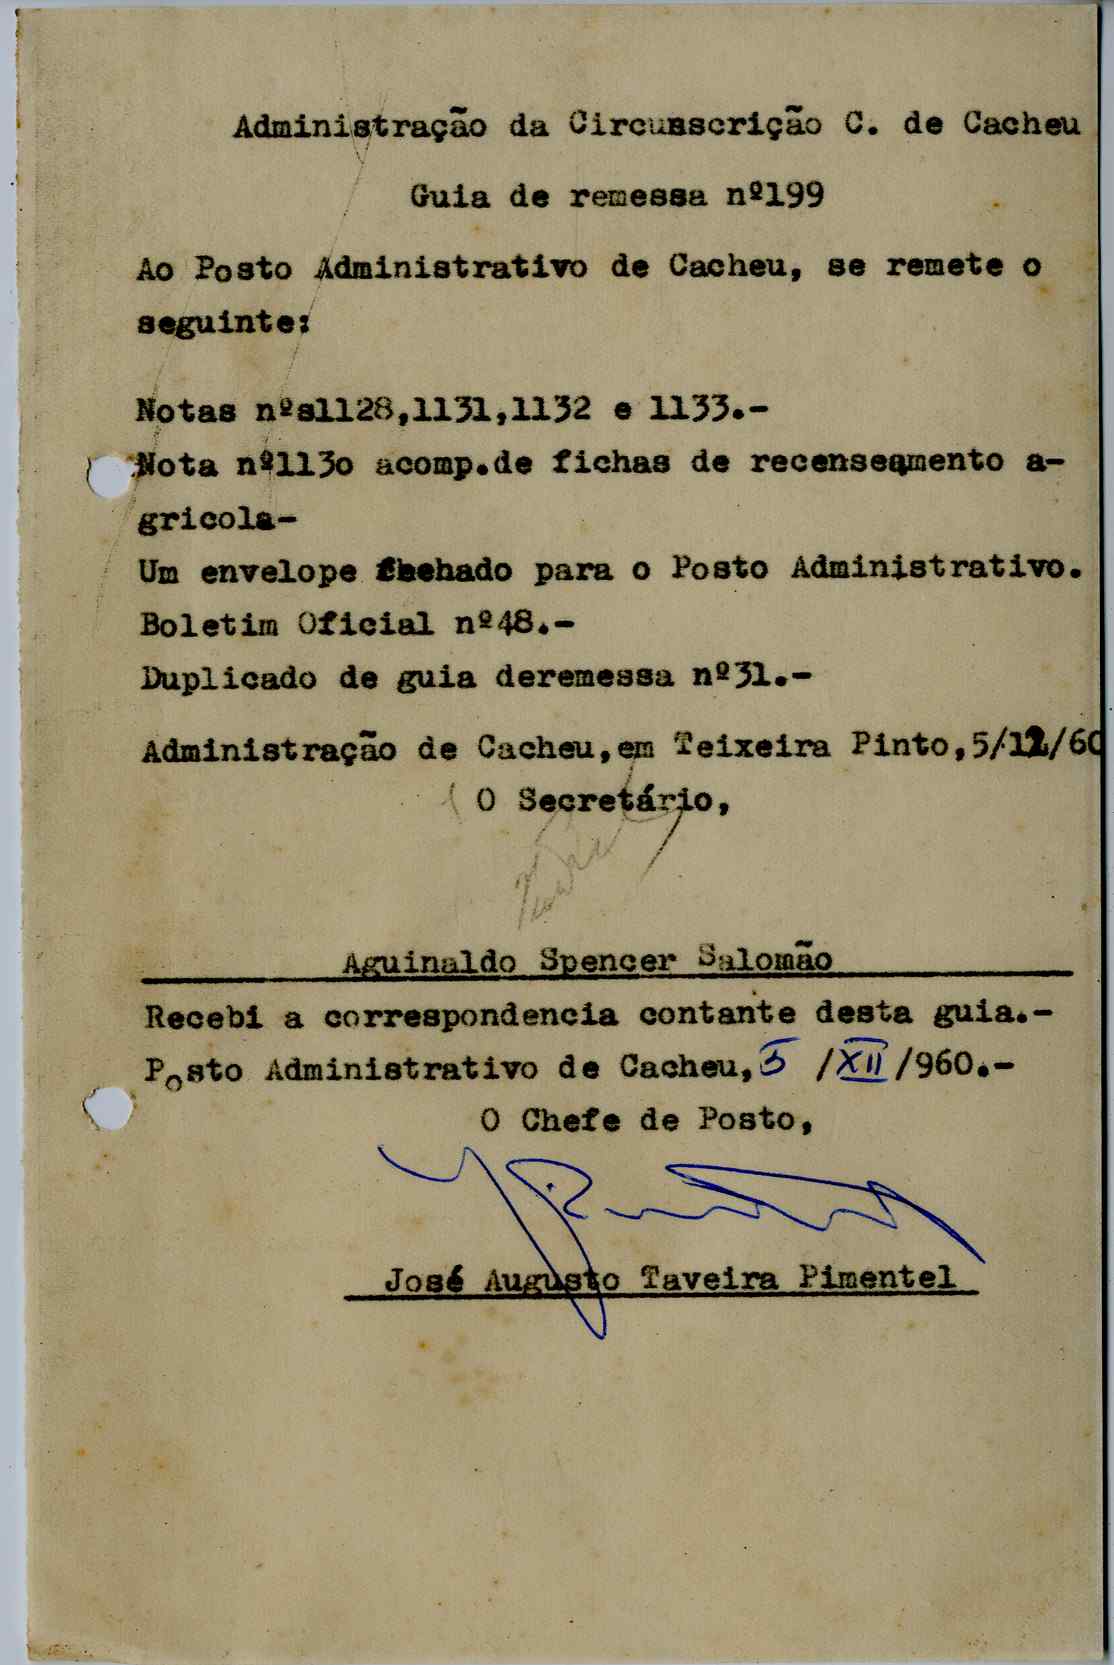 Administração da Circunscrição C. de Cacheu
Guia de remessa nº199
Ao Posto Administrativo de Cacheu, se remete o
seguinte:
Notas nºs1128,1131,1132 e 1133.-
Nota nº1130 acomp.de fichas de recenseamento a-
gricola-
Um envelope fechado para o Posto Administrativo.
Boletim Oficial nº48.-
Duplicado de guia deremessa nº31.-
Administração de Cacheu,em Teixeira Pinto,5/12/60
O Secretário,
Aguinaldo Spencer Salomão
Recebi a correspondencia contante desta guia.-
Posto Administrativo de Cacheu, 5 /XII/960.-
O Chefe de Posto,
José Augusto Taveira Pimentel